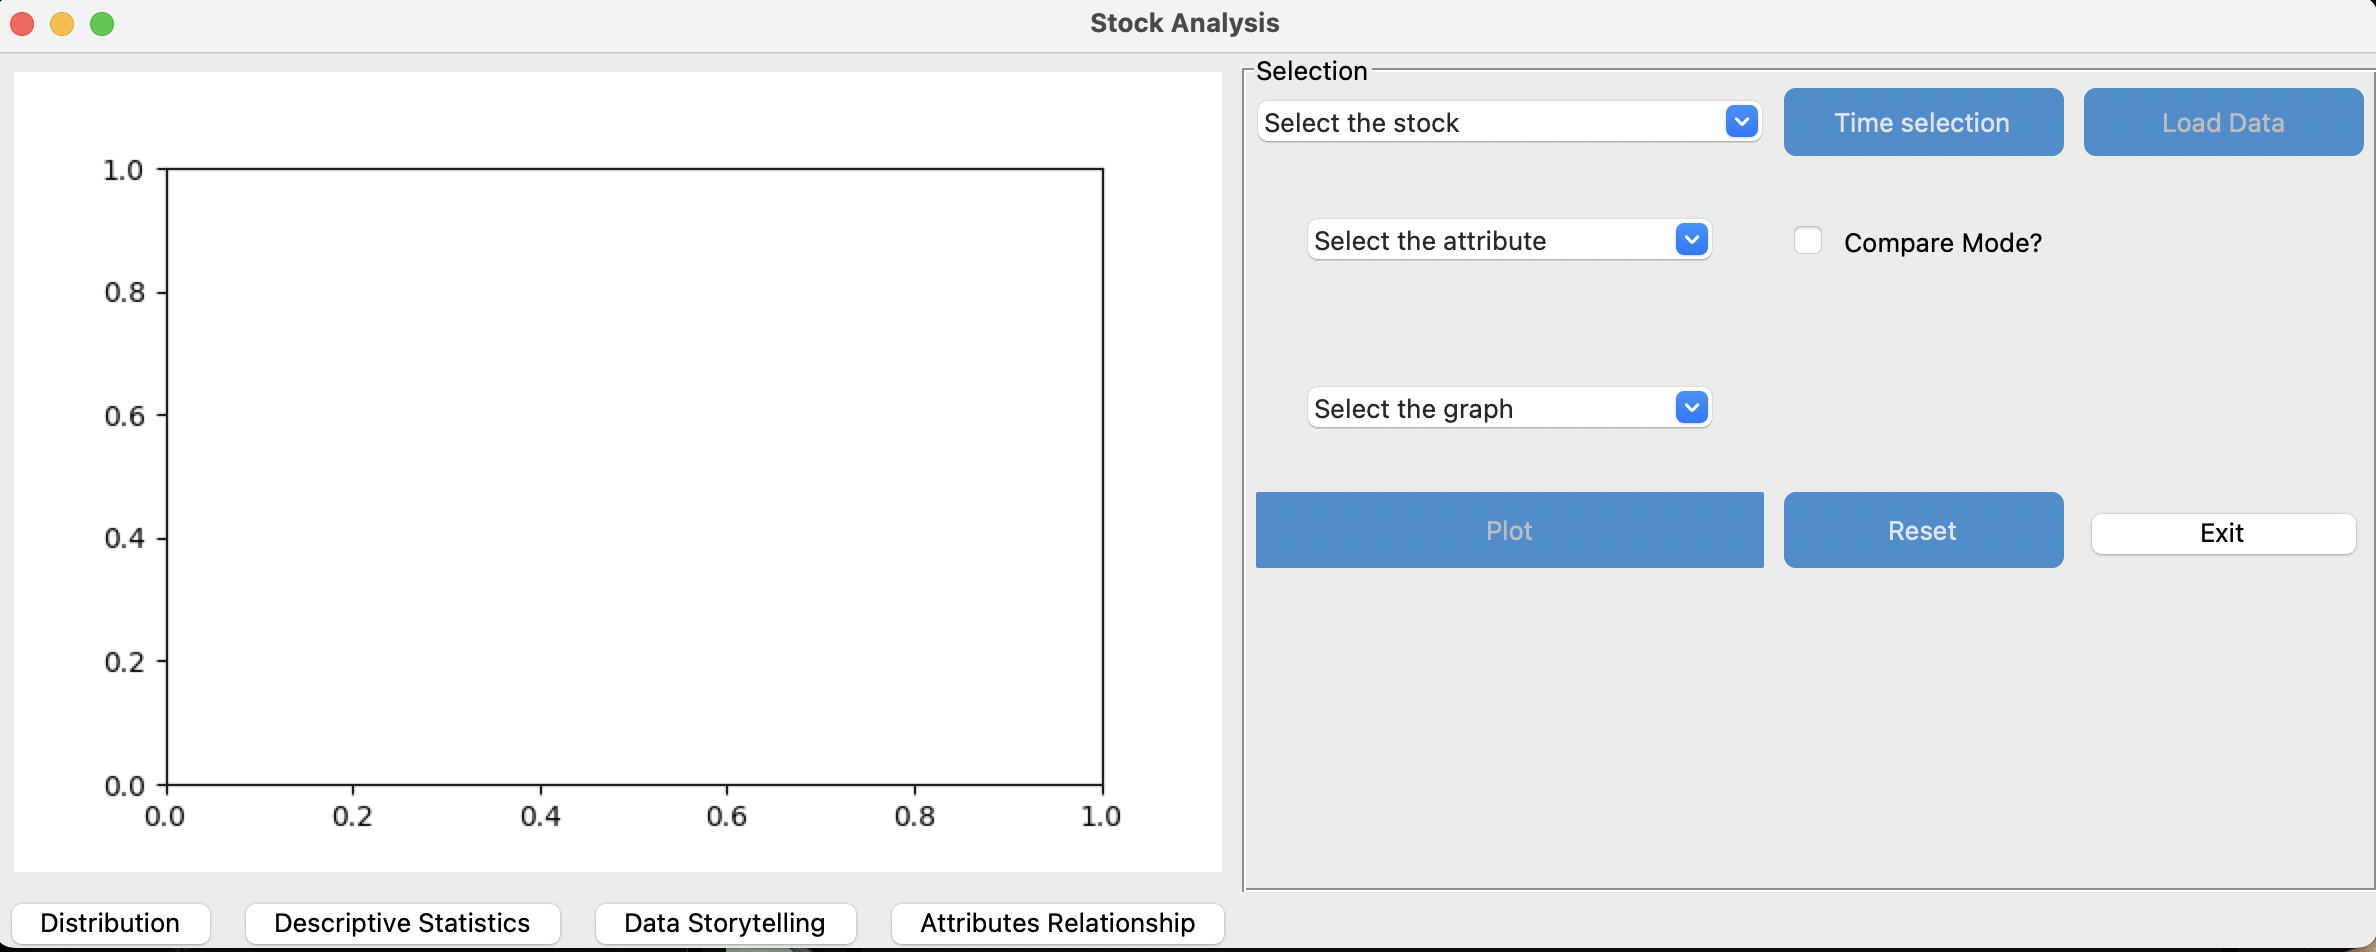 Stock Analysis
1.0
0.8
0.6
0.4
0.2
0.0
0.0 0.2 0.4 0.6 0.8 1.0
Selection
Select the stock
Time selection
Load Data
Select the attribute
Compare Mode?
Select the graph
Plot
Reset
Exit
Distribution
Descriptive Statistics
Data Storytelling
Attributes Relationship